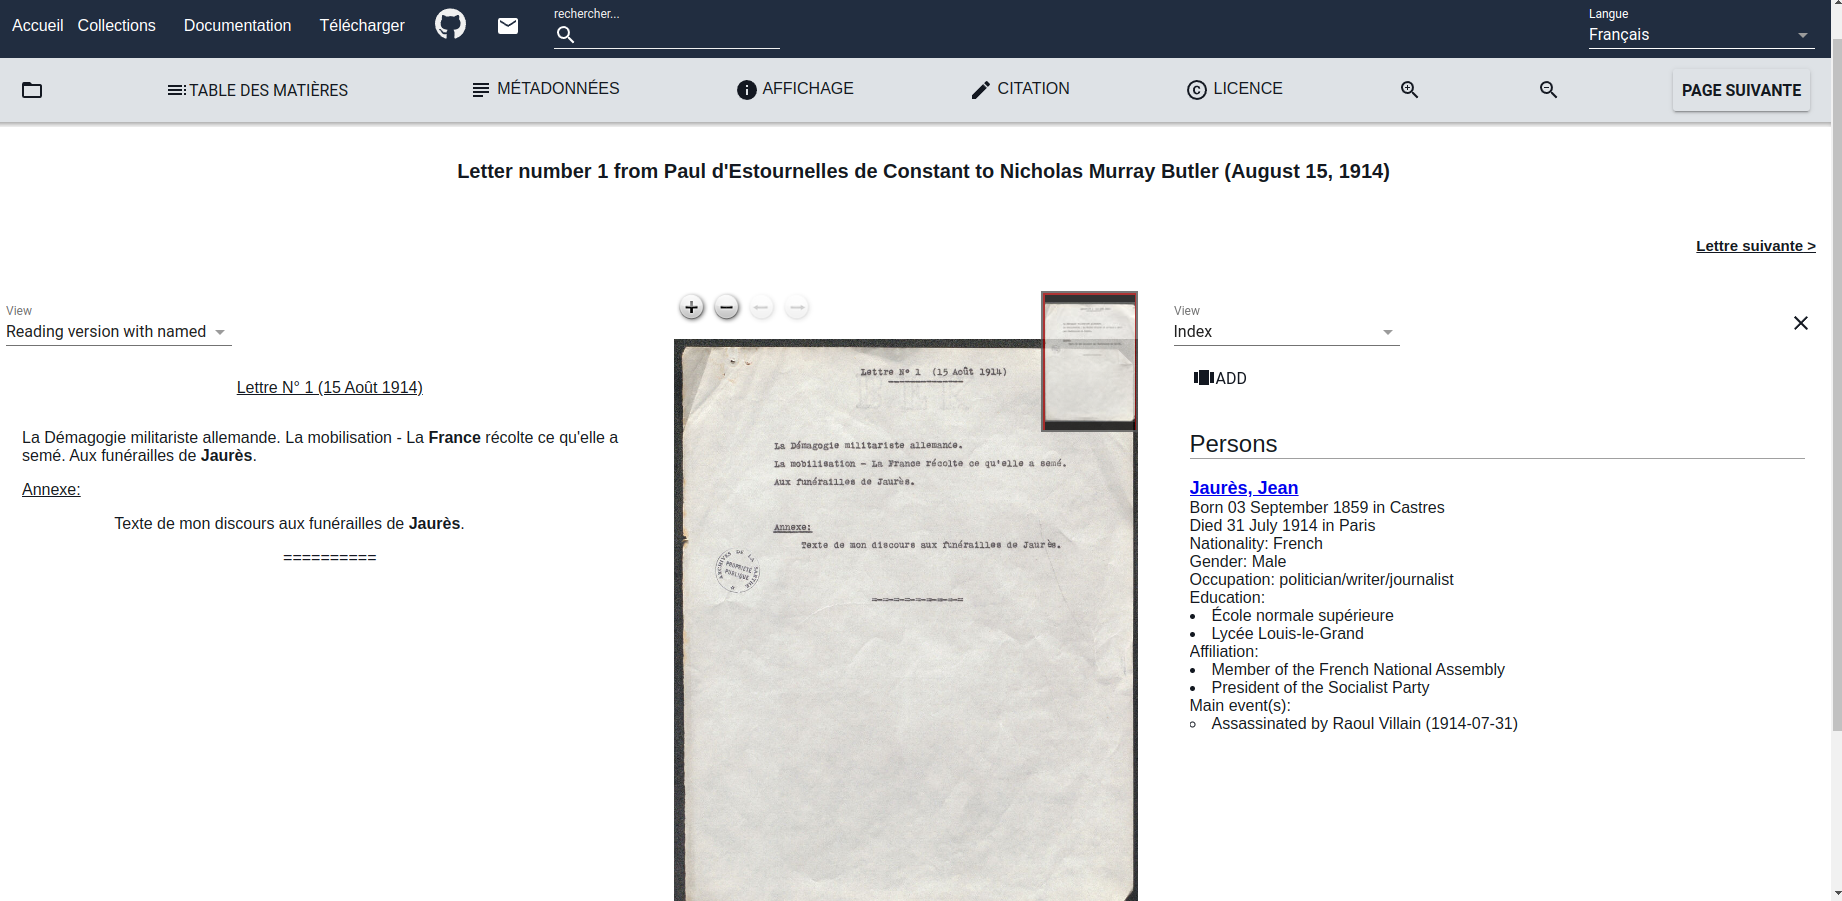 Accueil Collections Documentation Télécharger rechercher... Langue
Français
TABLE DES MATIÈRES MÉTADONNÉES AFFICHAGE CITATION LICENCE PAGE SUIVANTE
Letter number 1 from Paul d'Estournelles de Constant to Nicholas Murray Butler (August 15, 1914)
Lettre suivante >
View
Reading version with named
Lettre N° 1 (15 Août 1914)
La Démagogie militariste allemande. La mobilisation - La France récolte ce qu'elle a
semé. Aux funérailles de Jaurès.
Annexe:
Texte de mon discours aux funérailles de Jaurès.
==========
Lettre N° 1 (15 Août 1914)
La Démagogie militariste allemande.
La mobilisation - La France récolte ce qu'elle a semé.
Aux funérailles de Jaurès.
Annexe:
Texte de mon discours aux funérailles de Jaurès.
ARCHIVES DE LA SARTHE
PROPRIÉTÉ
PUBLIQUE
View
Index
ADD
Persons
Jaurès, Jean
Born 03 September 1859 in Castres
Died 31 July 1914 in Paris
Nationality: French
Gender: Male
Occupation: politician/writer/journalist
Education:
• École normale supérieure
• Lycée Louis-le-Grand
Affiliation:
• Member of the French National Assembly
• President of the Socialist Party
Main event(s):
○ Assassinated by Raoul Villain (1914-07-31)